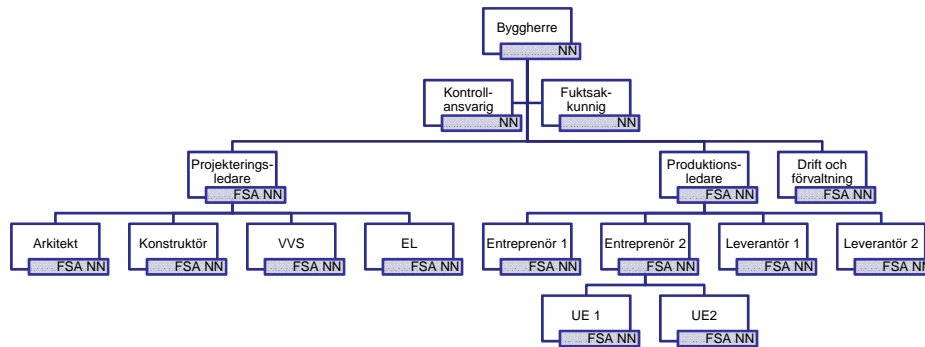 Byggherre
NN
Kontroll-
ansvarig
NN
Fuktsak-
kunnig
NN
Projekterings-
ledare
FSA NN
Produktions-
ledare
FSA NN
Drift och
förvaltning
FSA NN
Arkitekt
FSA NN
Konstruktör
FSA NN
VVS
FSA NN
EL
FSA NN
Entreprenör 1
FSA NN
Entreprenör 2
FSA NN
Leverantör 1
FSA NN
Leverantör 2
FSA NN
UE 1
FSA NN
UE2
FSA NN